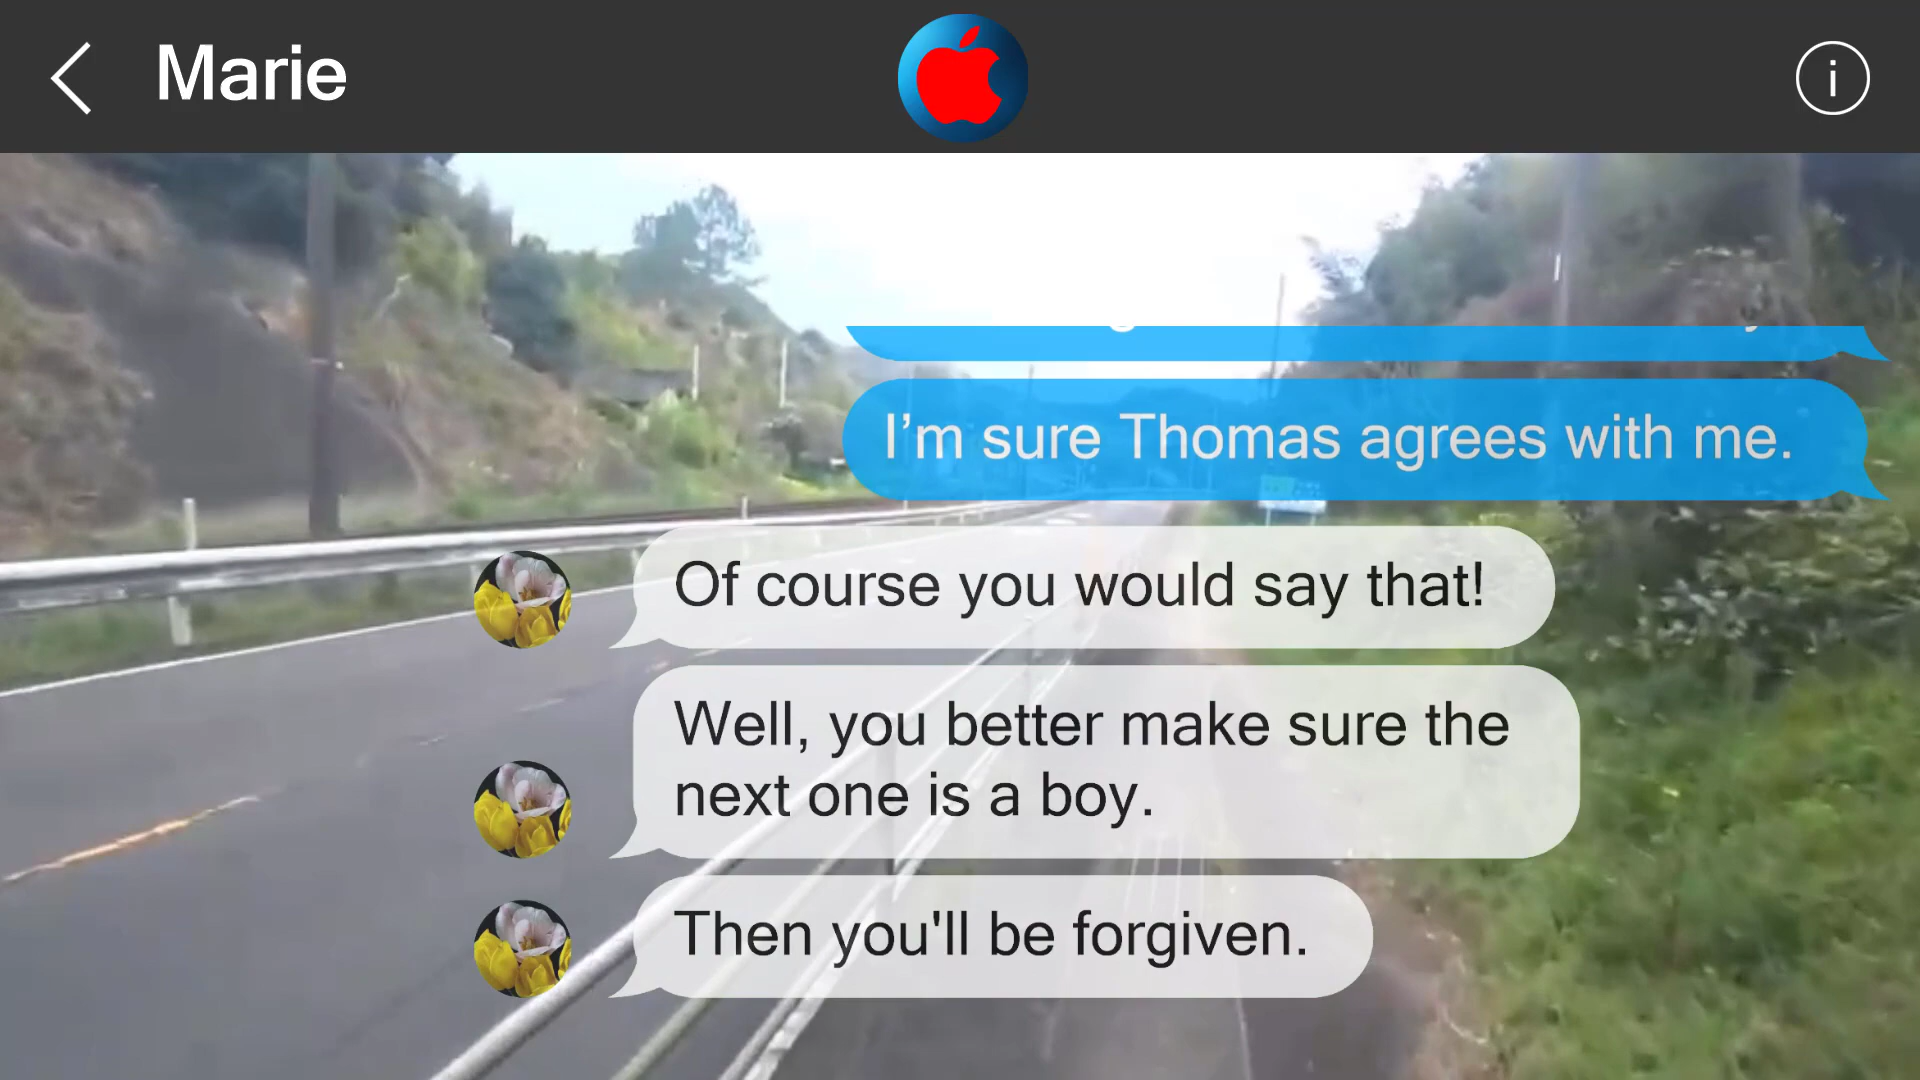 Marie
I’m sure Thomas agrees with me.
Of course you would say that!
Well, you better make sure the
next one is a boy.
Then you'll be forgiven.